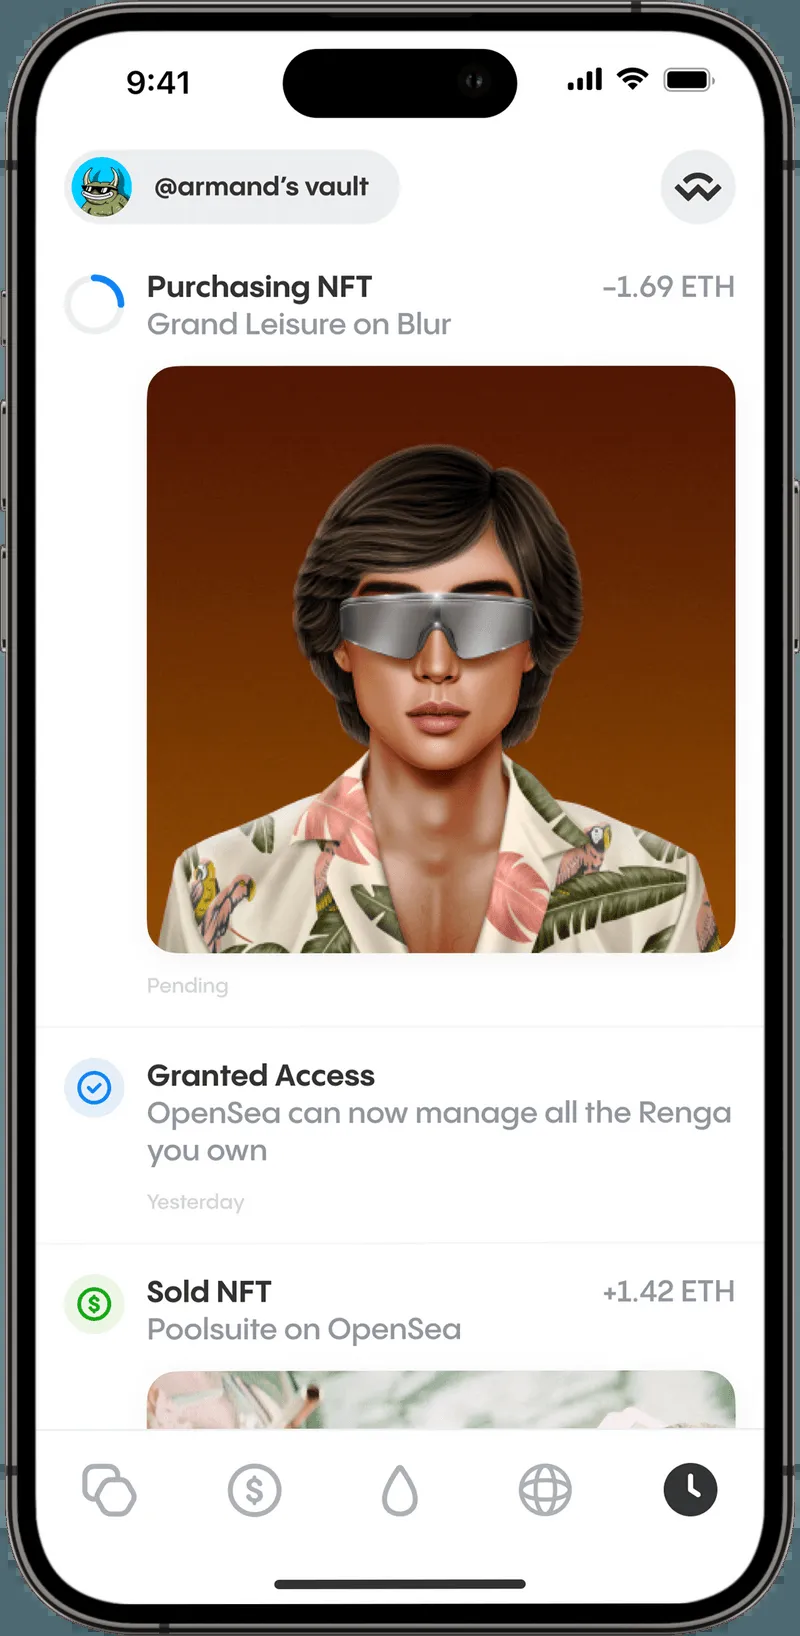 9:41
@armand’s vault
Purchasing NFT
-1.69 ETH
Grand Leisure on Blur
Pending
Granted Access
OpenSea can now manage all the Renga
you own
Yesterday
Sold NFT
+1.42 ETH
Poolsuite on OpenSea